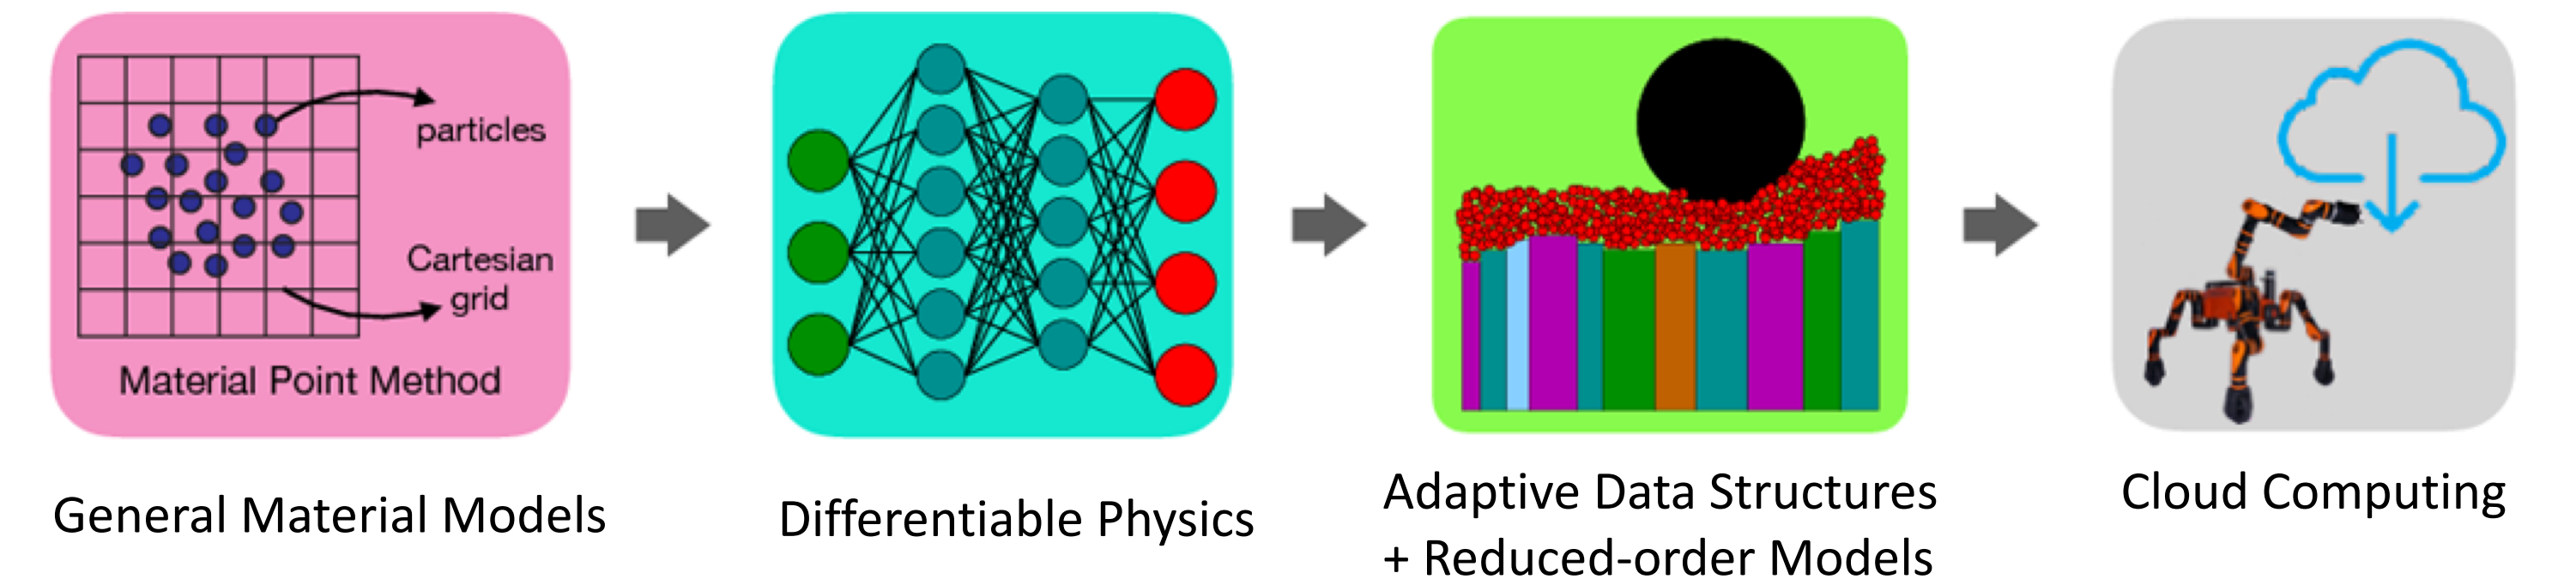 particles
Cartesian
grid
Material Point Method
General Material Models
Differentiable Physics
Adaptive Data Structures
+ Reduced-order Models
Cloud Computing